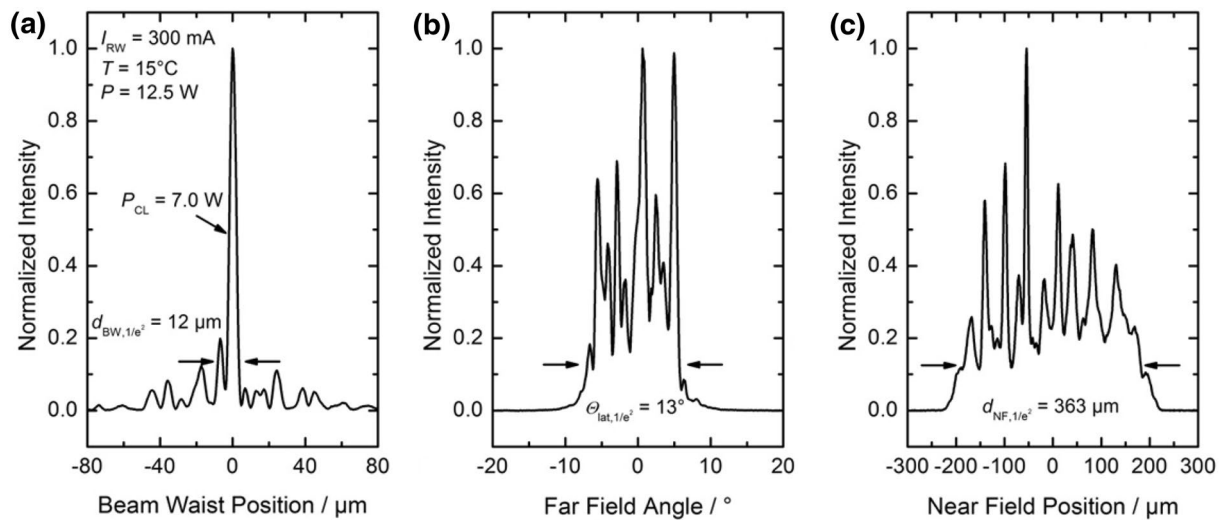 (a)
I_RW = 300 mA
T = 15°C
P = 12.5 W
P_CL = 7.0 W
d_BW,1/e² = 12 µm
1.0
0.8
0.6
0.4
0.2
0.0
-80
-40
0
40
80
Normalized Intensity
Beam Waist Position / µm
(b)
1.0
0.8
0.6
0.4
0.2
0.0
Θ_lat,1/e² = 13°
-20
-10
0
10
20
Normalized Intensity
Far Field Angle / °
(c)
1.0
0.8
0.6
0.4
0.2
0.0
d_NF,1/e² = 363 µm
-300
-200
-100
0
100
200
300
Normalized Intensity
Near Field Position / µm